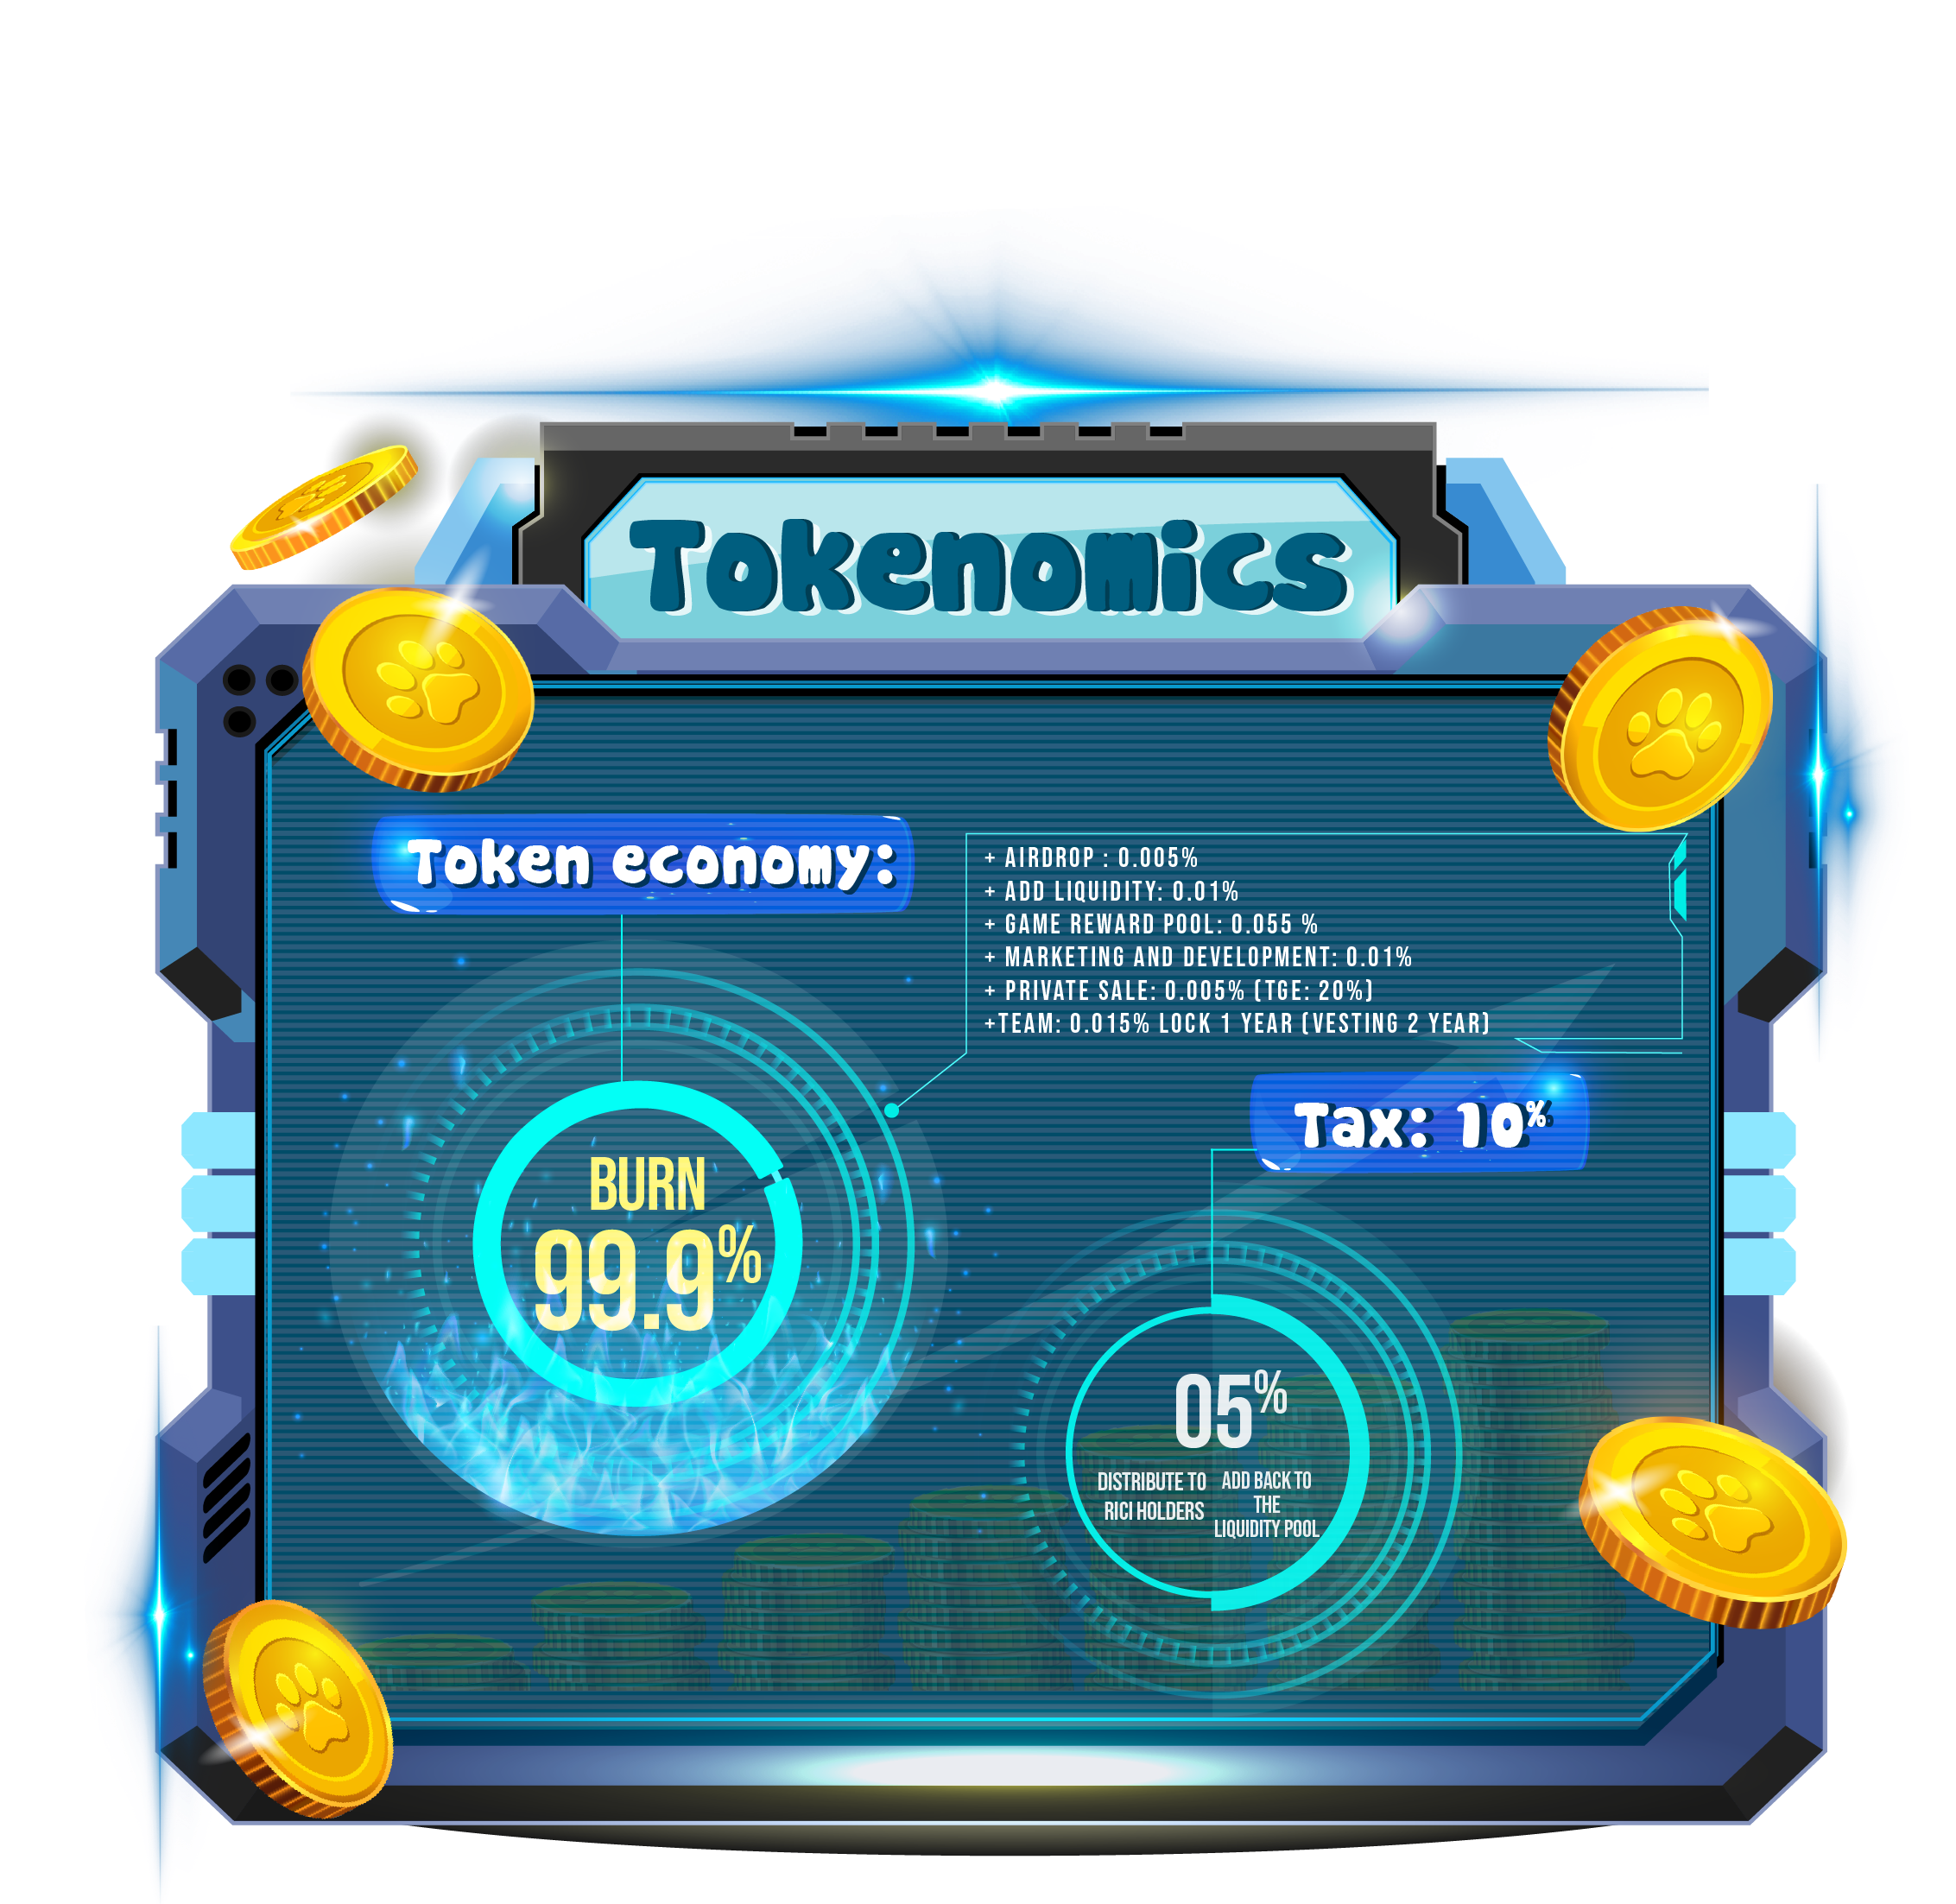 Tokenomics
Token economy:
+ AIRDROP : 0.005%
+ ADD LIQUIDITY: 0.01%
+ GAME REWARD POOL: 0.055 %
+ MARKETING AND DEVELOPMENT: 0.01%
+ PRIVATE SALE: 0.005% (TGE: 20%)
+TEAM: 0.015% LOCK 1 YEAR (VESTING 2 YEAR)
BURN
99.9%
Tax: 10%
05%
DISTRIBUTE TO
RICI HOLDERS
ADD BACK TO
THE
LIQUIDITY POOL